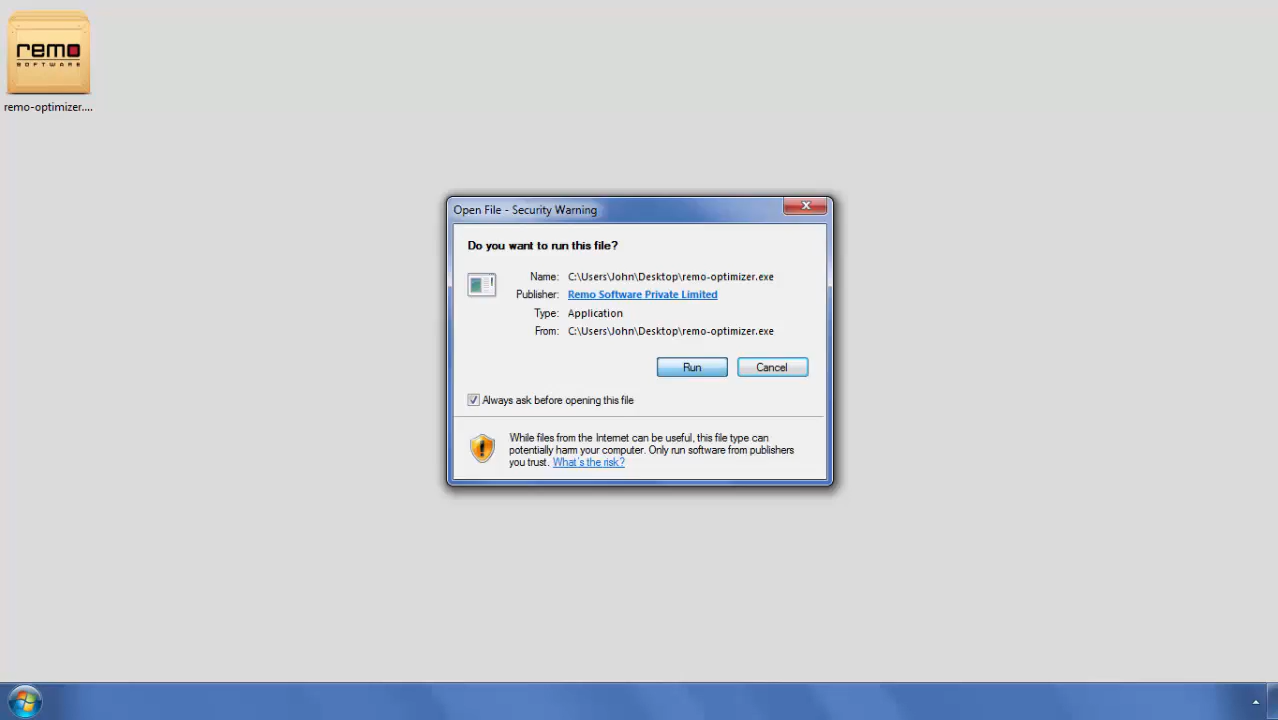 remo
SOFTWARE
remo-optimizer....
Open File - Security Warning
Do you want to run this file?
Name: C:\Users\John\Desktop\remo-optimizer.exe
Publisher: Remo Software Private Limited
Type: Application
From: C:\Users\John\Desktop\remo-optimizer.exe
Run Cancel
Always ask before opening this file
While files from the Internet can be useful, this file type can
potentially harm your computer. Only run software from publishers
you trust. What's the risk?